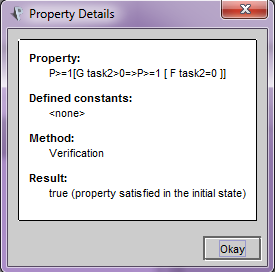 Property Details
Property:
P>=1[G task2>0=>P>=1 [ F task2=0 ]]
Defined constants:
<none>
Method:
Verification
Result:
true (property satisfied in the initial state)
Okay